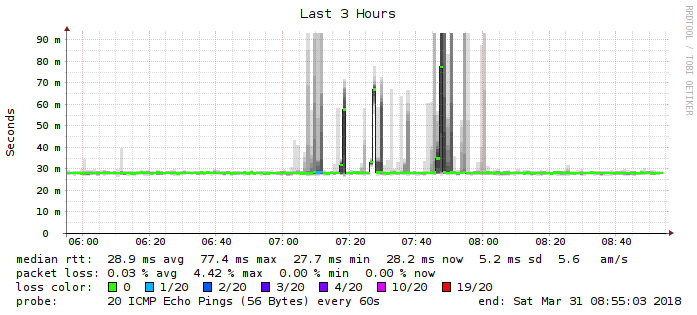 Last 3 Hours
RRDTOOL / TOBI OETIKER
Seconds
90 m
80 m
70 m
60 m
50 m
40 m
30 m
20 m
10 m
0
06:00 06:20 06:40 07:00 07:20 07:40 08:00 08:20 08:40
median rtt: 28.9 ms avg 77.4 ms max 27.7 ms min 28.2 ms now 5.2 ms sd 5.6 am/s
packet loss: 0.03 % avg 4.42 % max 0.00 % min 0.00 % now
loss color: 0 1/20 2/20 3/20 4/20 10/20 19/20
probe: 20 ICMP Echo Pings (56 Bytes) every 60s end: Sat Mar 31 08:55:03 2018